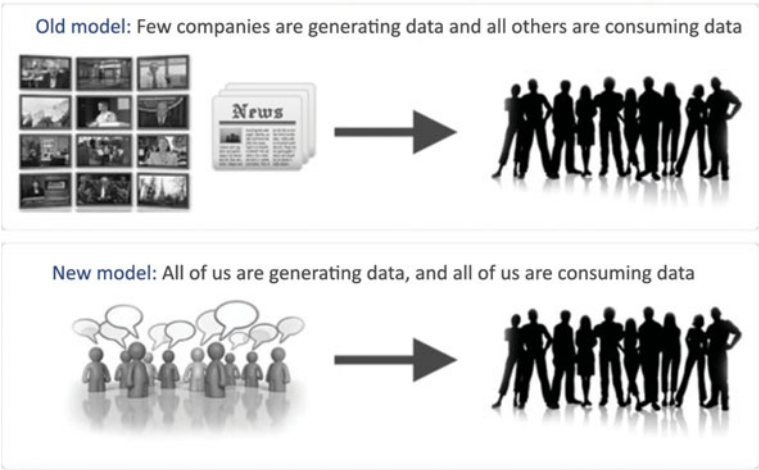 Old model: Few companies are generating data and all others are consuming data
News
New model: All of us are generating data, and all of us are consuming data